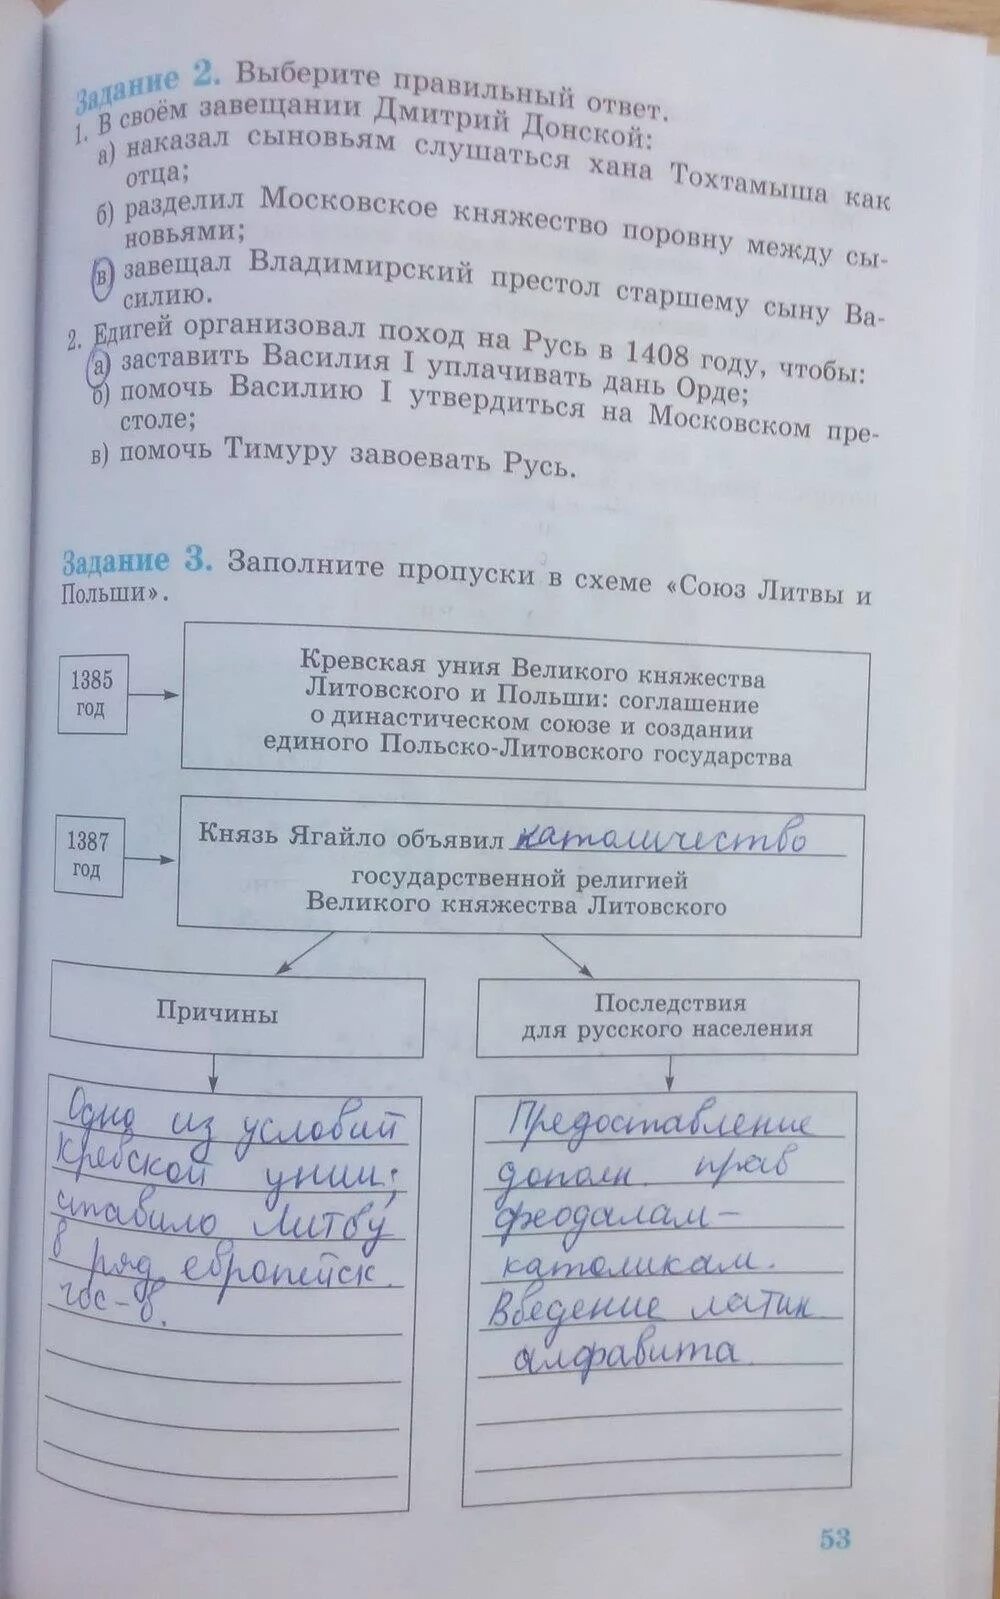 Задание 2. Выберите правильный ответ.
1. В своём завещании Дмитрий Донской:
а) наказал сыновьям слушаться хана Тохтамыша как
отца;
б) разделил Московское княжество поровну между сы-
новьями;
в) завещал Владимирский престол старшему сыну Ва-
силию.
2. Едигей организовал поход на Русь в 1408 году, чтобы:
а) заставить Василия I уплачивать дань Орде;
б) помочь Василию I утвердиться на Московском пре-
столе;
в) помочь Тимуру завоевать Русь.
Задание 3. Заполните пропуски в схеме «Союз Литвы и
Польши».
1385
год
Кревская уния Великого княжества
Литовского и Польши: соглашение
о династическом союзе и создании
единого Польско-Литовского государства
1387
год
Князь Ягайло объявил католичество
государственной религией
Великого княжества Литовского
Причины
Одно из условий
Кревской унии;
ставило Литву
в ряд европейск.
гос-в.
Последствия
для русского населения
Предоставление
дополн. прав
феодалам-
католикам.
Введение латин.
алфавита
53